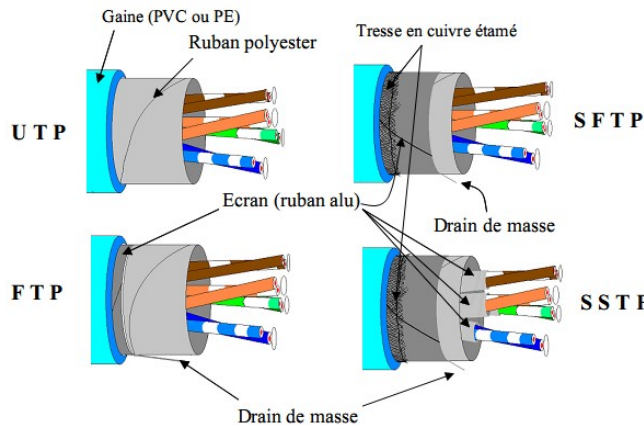 Gaine (PVC ou PE)
Ruban polyester
Tresse en cuivre étamé
U T P
S F T P
Ecran (ruban alu)
Drain de masse
F T P
S S T P
Drain de masse